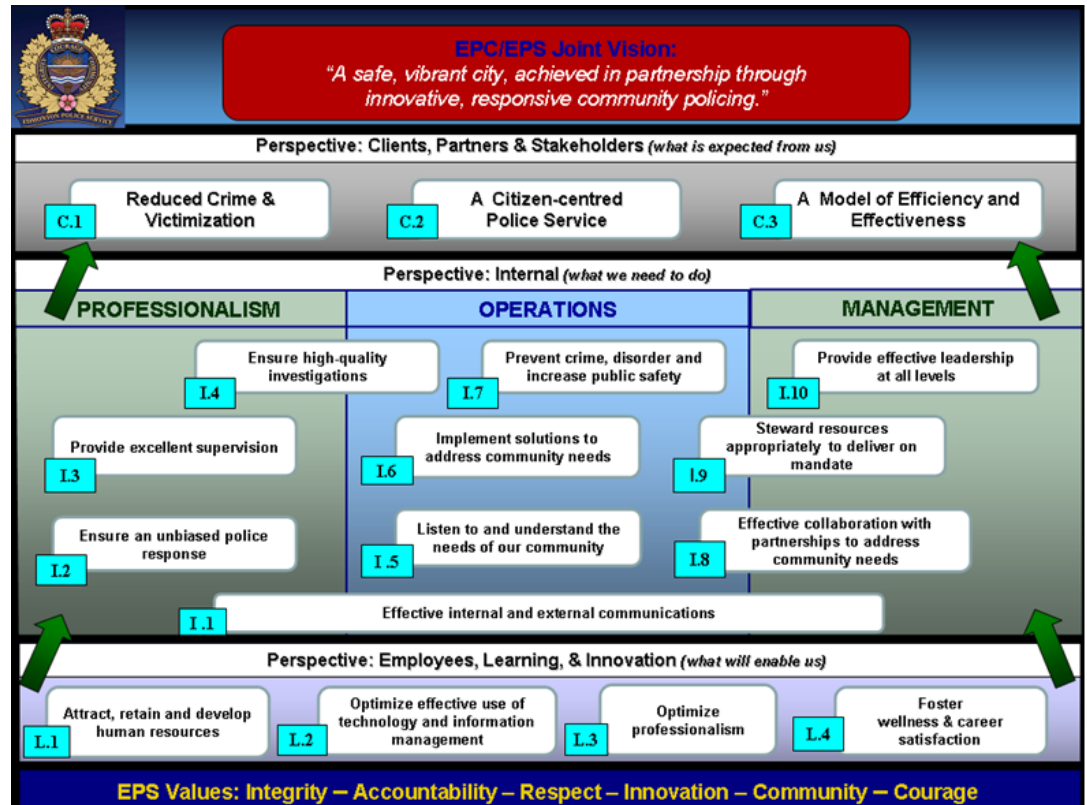 EPC/EPS Joint Vision:
“A safe, vibrant city, achieved in partnership through
innovative, responsive community policing.”
COURAGE
EDMONTON POLICE SERVICE
Perspective: Clients, Partners & Stakeholders (what is expected from us)
C.1
Reduced Crime &
Victimization
C.2
A Citizen-centred
Police Service
C.3
A Model of Efficiency and
Effectiveness
Perspective: Internal (what we need to do)
PROFESSIONALISM
OPERATIONS
MANAGEMENT
Ensure high-quality
investigations
I.4
Prevent crime, disorder and
increase public safety
I.7
Provide effective leadership
at all levels
I.10
Provide excellent supervision
I.3
Implement solutions to
address community needs
I.6
Steward resources
appropriately to deliver on
mandate
I.9
Ensure an unbiased police
response
I.2
Listen to and understand the
needs of our community
I .5
Effective collaboration with
partnerships to address
community needs
I.8
Effective internal and external communications
I .1
Perspective: Employees, Learning, & Innovation (what will enable us)
Attract, retain and develop
human resources
L.1
Optimize effective use of
technology and information
management
L.2
Optimize
professionalism
L.3
Foster
wellness & career
satisfaction
L.4
EPS Values: Integrity – Accountability – Respect – Innovation – Community – Courage